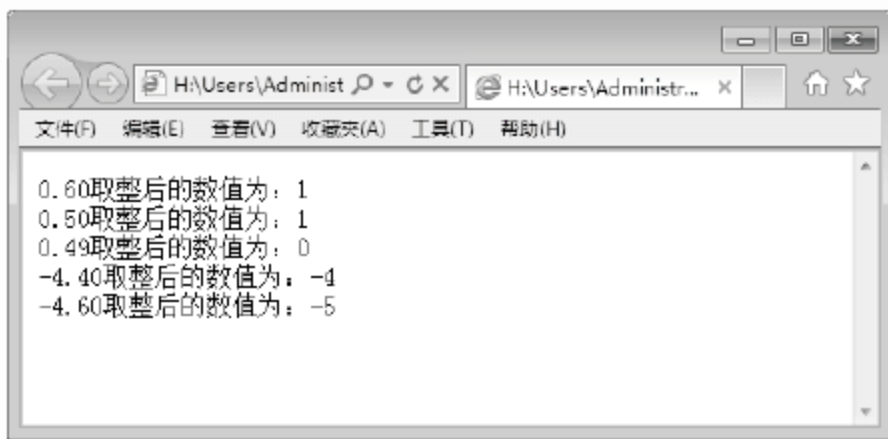 H:\Users\Administ
H:\Users\Administr...
文件(F) 编辑(E) 查看(V) 收藏夹(A) 工具(T) 帮助(H)
0.60取整后的数值为：1
0.50取整后的数值为：1
0.49取整后的数值为：0
-4.40取整后的数值为：-4
-4.60取整后的数值为：-5